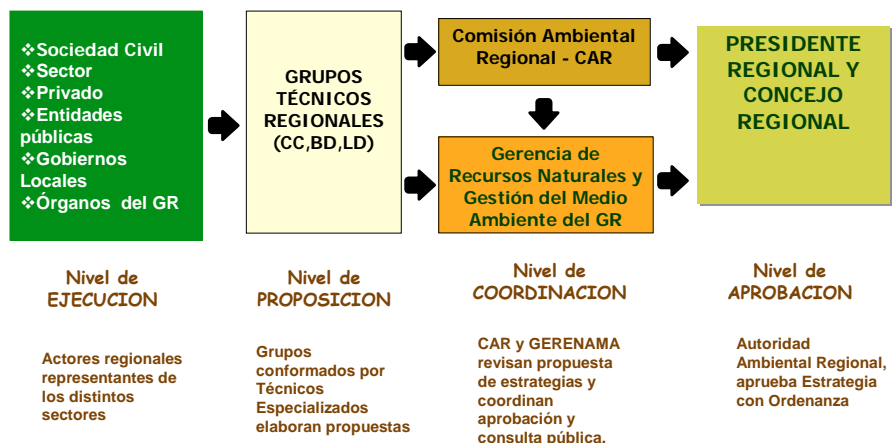 ❖Sociedad Civil
❖Sector
❖Privado
❖Entidades
públicas
❖Gobiernos
Locales
❖Órganos del GR
GRUPOS
TÉCNICOS
REGIONALES
(CC,BD,LD)
Comisión Ambiental
Regional - CAR
Gerencia de
Recursos Naturales y
Gestión del Medio
Ambiente del GR
PRESIDENTE
REGIONAL Y
CONCEJO
REGIONAL
Nivel de
EJECUCION
Nivel de
PROPOSICION
Nivel de
COORDINACION
Nivel de
APROBACION
Actores regionales
representantes de
los distintos
sectores
Grupos
conformados por
Técnicos
Especializados
elaboran propuestas
CAR y GERENAMA
revisan propuesta
de estrategias y
coordinan
aprobación y
consulta pública.
Autoridad
Ambiental Regional,
aprueba Estrategia
con Ordenanza